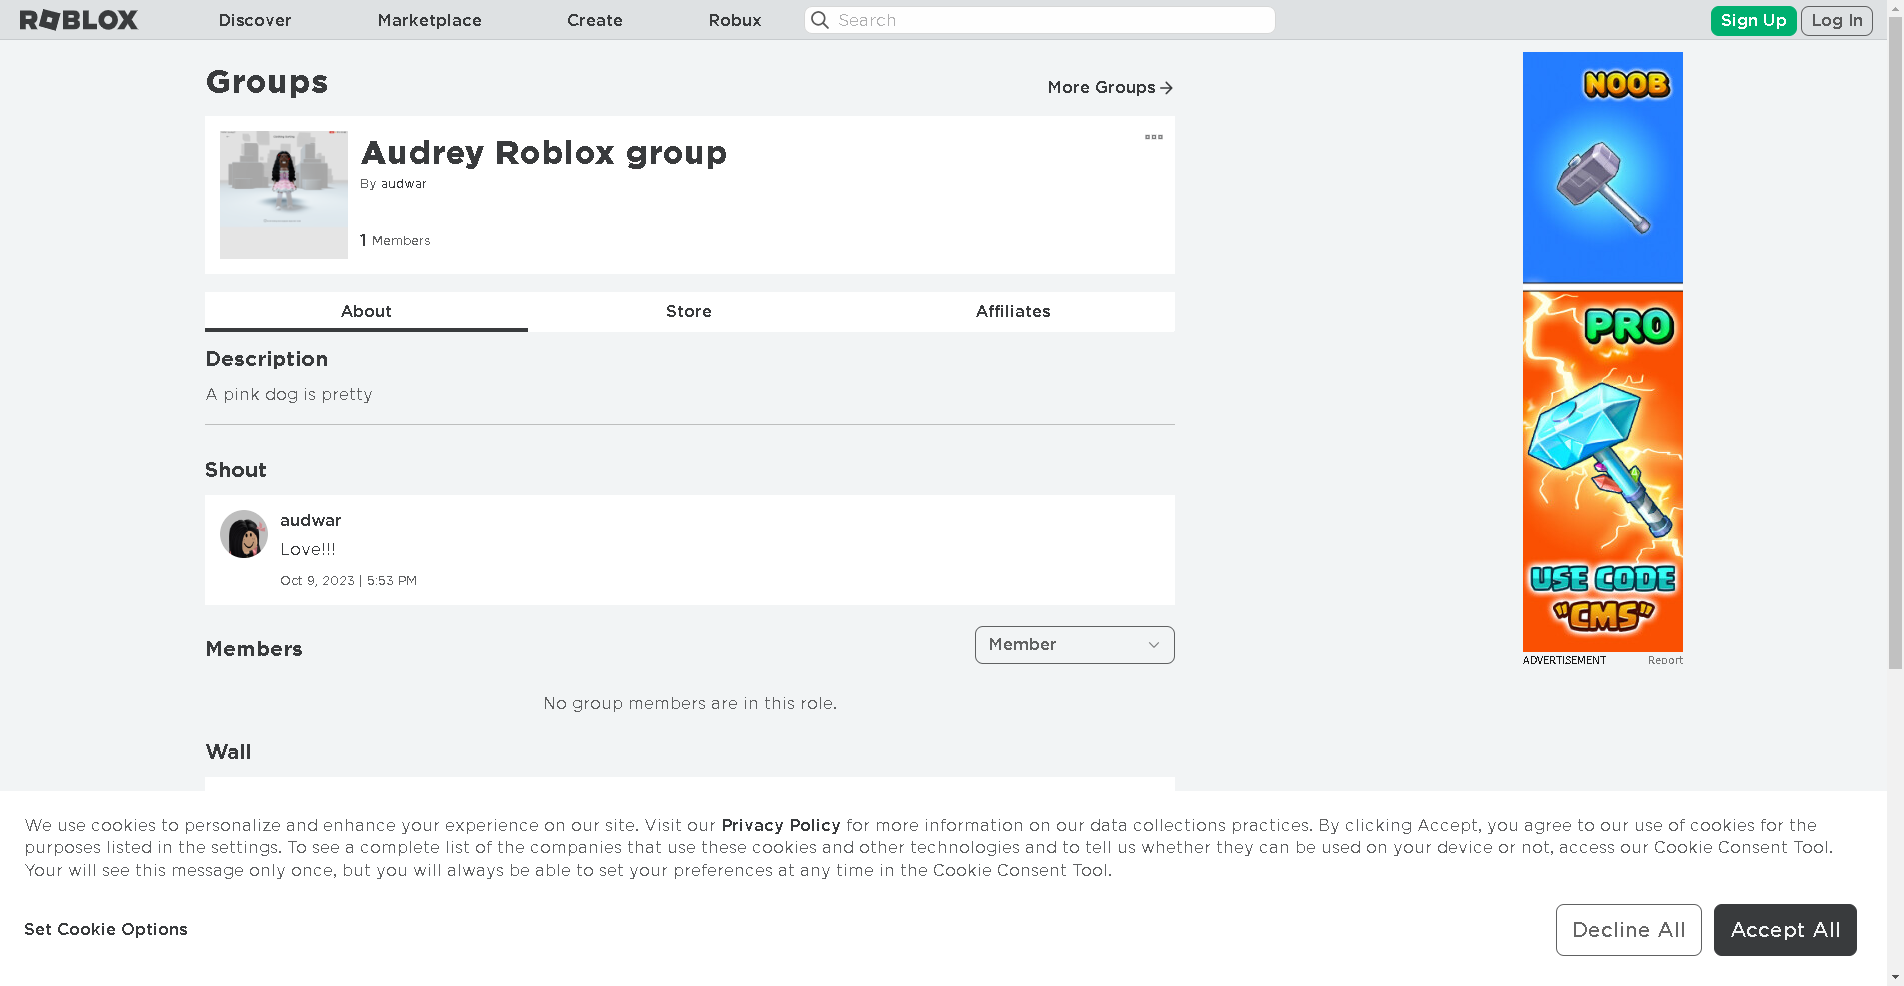 ROBLOX
Discover
Marketplace
Create
Robux
Search
Sign Up
Log In
Groups
More Groups
Audrey Roblox group
By audwar
1 Members
About
Store
Affiliates
Description
A pink dog is pretty
Shout
audwar
Love!!!
Oct 9, 2023 | 5:53 PM
Members
Member
No group members are in this role.
Wall
NOOB
PRO
USE CODE
"CMS"
ADVERTISEMENT
Report
We use cookies to personalize and enhance your experience on our site. Visit our Privacy Policy for more information on our data collections practices. By clicking Accept, you agree to our use of cookies for the
purposes listed in the settings. To see a complete list of the companies that use these cookies and other technologies and to tell us whether they can be used on your device or not, access our Cookie Consent Tool.
Your will see this message only once, but you will always be able to set your preferences at any time in the Cookie Consent Tool.
Set Cookie Options
Decline All
Accept All